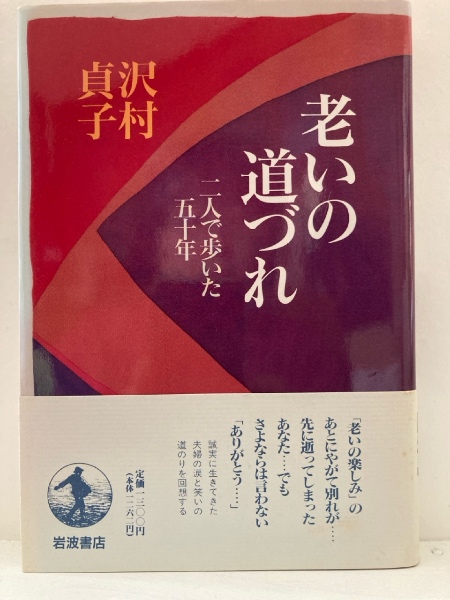 老いの
道づれ
二人で歩いた
五十年
沢村
貞子
「老いの楽しみ」の
あとにやがて別れが……
先に逝ってしまった
あなた……でも
さよならは言わない
「ありがとう……」
誠実に生きてきた
夫婦の涙と笑いの
道のりを回想する
定価一三〇〇円
（本体一二六二円）
岩波書店